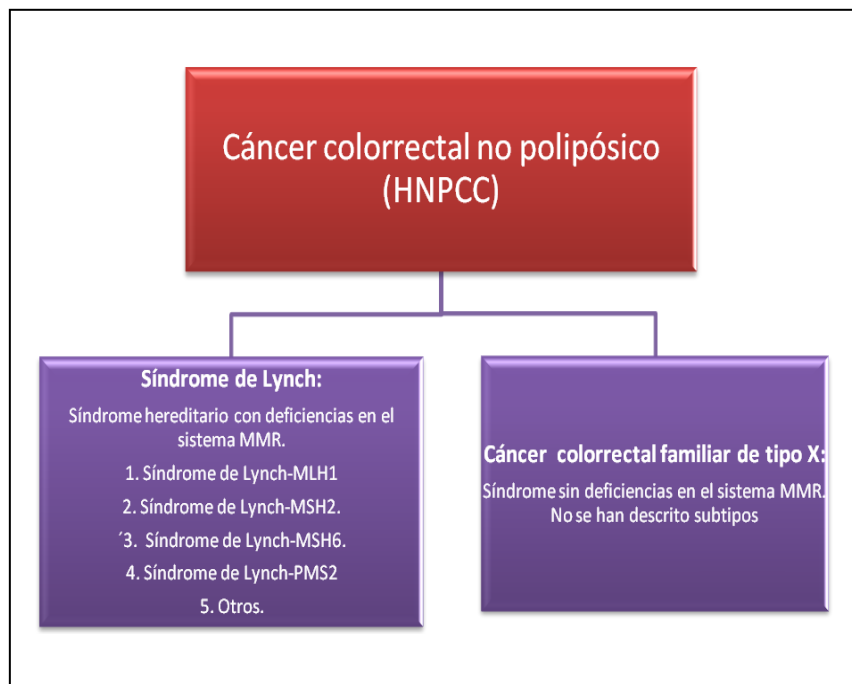 Cáncer colorrectal no polipósico
(HNPCC)
Síndrome de Lynch:
Síndrome hereditario con deficiencias en el
sistema MMR.
1. Síndrome de Lynch-MLH1
2. Síndrome de Lynch-MSH2.
´3. Síndrome de Lynch-MSH6.
4. Síndrome de Lynch-PMS2
5. Otros.
Cáncer colorrectal familiar de tipo X:
Síndrome sin deficiencias en el sistema MMR.
No se han descrito subtipos